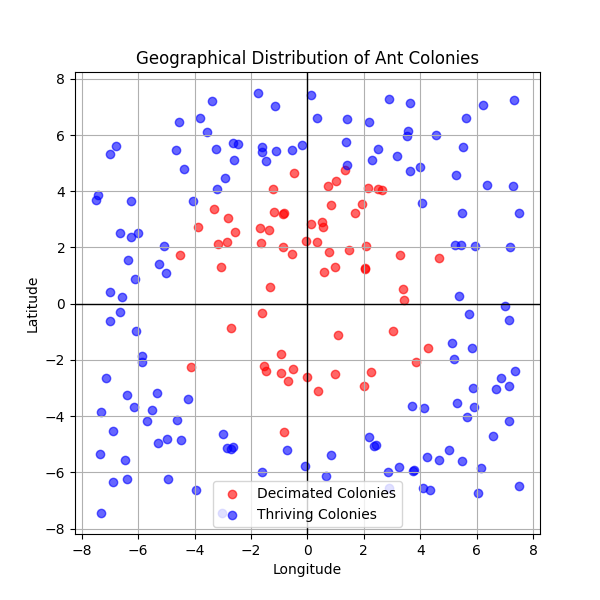 Geographical Distribution of Ant Colonies
8
6
4
2
0
−2
−4
−6
−8
Latitude
Decimated Colonies
Thriving Colonies
−8 −6 −4 −2 0 2 4 6 8
Longitude